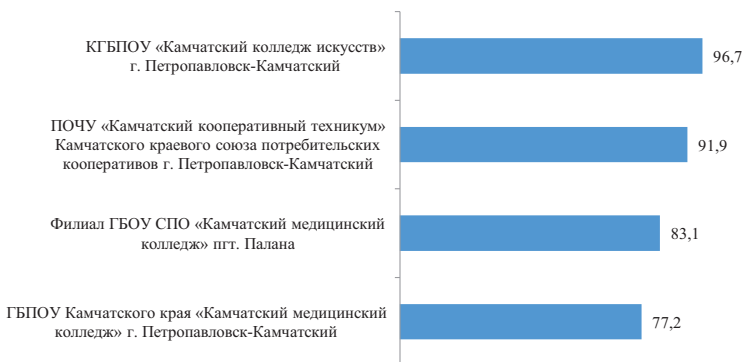 КГБПОУ «Камчатский колледж искусств»
г. Петропавловск-Камчатский
96,7
ПОЧУ «Камчатский кооперативный техникум»
Камчатского краевого союза потребительских
кооперативов г. Петропавловск-Камчатский
91,9
Филиал ГБОУ СПО «Камчатский медицинский
колледж» пгт. Палана
83,1
ГБПОУ Камчатского края «Камчатский медицинский
колледж» г. Петропавловск-Камчатский
77,2